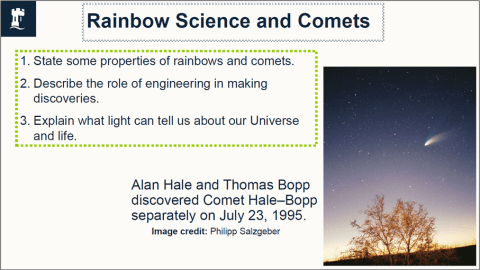 Rainbow Science and Comets
1. State some properties of rainbows and comets.
2. Describe the role of engineering in making
discoveries.
3. Explain what light can tell us about our Universe
and life.
Alan Hale and Thomas Bopp
discovered Comet Hale–Bopp
separately on July 23, 1995.
Image credit: Philipp Salzgeber